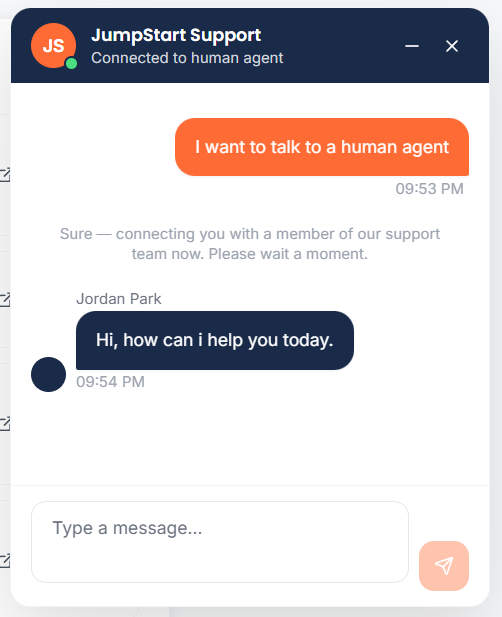 JS
JumpStart Support
Connected to human agent
I want to talk to a human agent
09:53 PM
Sure — connecting you with a member of our support
team now. Please wait a moment.
Jordan Park
Hi, how can i help you today.
09:54 PM
Type a message...